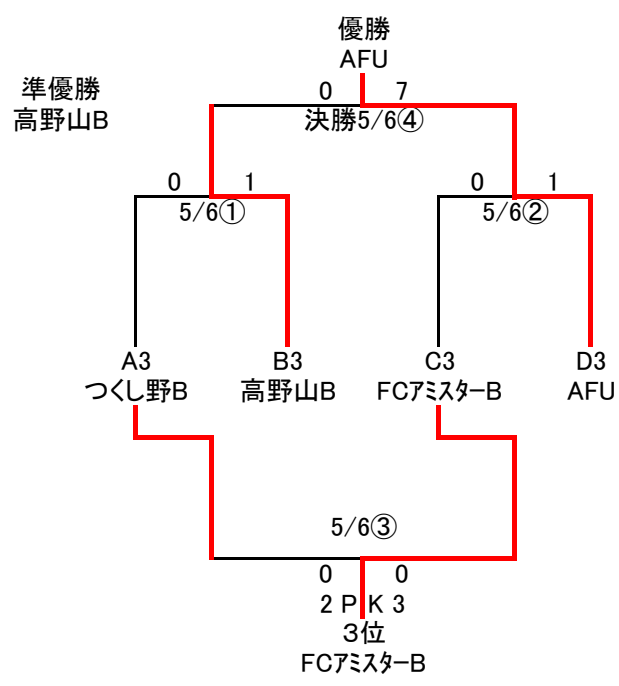 優勝
AFU
準優勝
高野山B
0 7
決勝5/6④
0 1
5/6①
0 1
5/6②
A3
つくし野B
B3
高野山B
C3
FCアミスターB
D3
AFU
5/6③
0 0
2 P K 3
3位
FCアミスターB